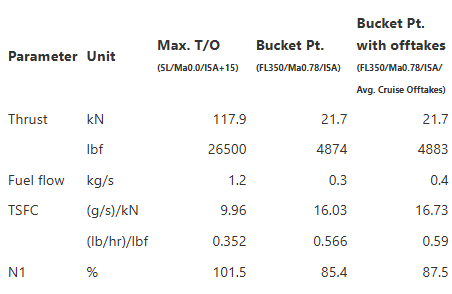 Parameter Unit Max. T/O (SL/Ma0.0/ISA+15) Bucket Pt. (FL350/Ma0.78/ISA) Bucket Pt. with offtakes (FL350/Ma0.78/ISA/ Avg. Cruise Offtakes)
Thrust kN 117.9 21.7 21.7
lbf 26500 4874 4883
Fuel flow kg/s 1.2 0.3 0.4
TSFC (g/s)/kN 9.96 16.03 16.73
(lb/hr)/lbf 0.352 0.566 0.59
N1 % 101.5 85.4 87.5